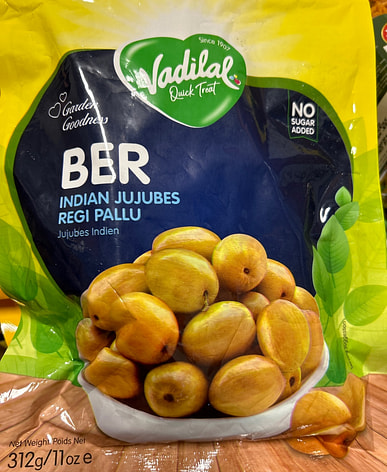 Since 1907
Vadilal
Quick Treat
Garden
Goodness
NO
SUGAR
ADDED
BER
INDIAN JUJUBES
REGI PALLU
Jujubes Indien
Net Weight. Poids Net
312g/11oz e